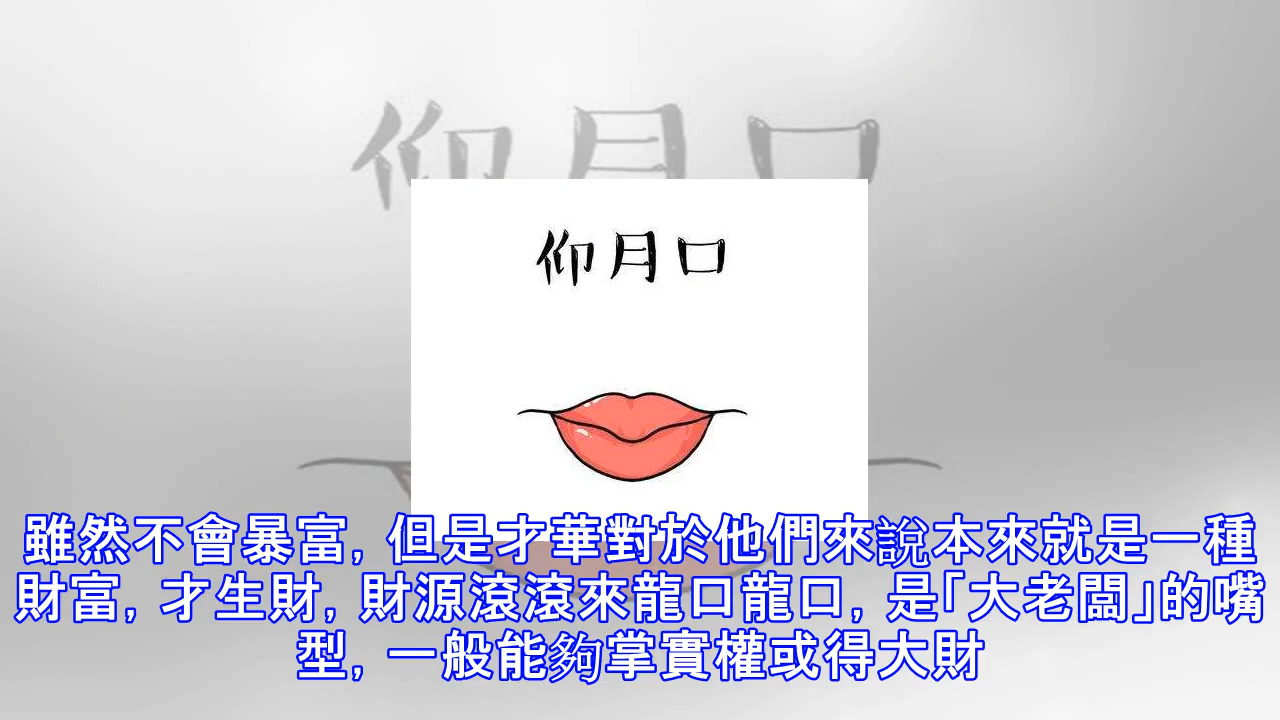 仰月口
仰月口
雖然不會暴富, 但是才華對於他們來說本來就是一種
財富, 才生財, 財源滾滾來龍口龍口, 是「大老闆」的嘴
型, 一般能夠掌實權或得大財